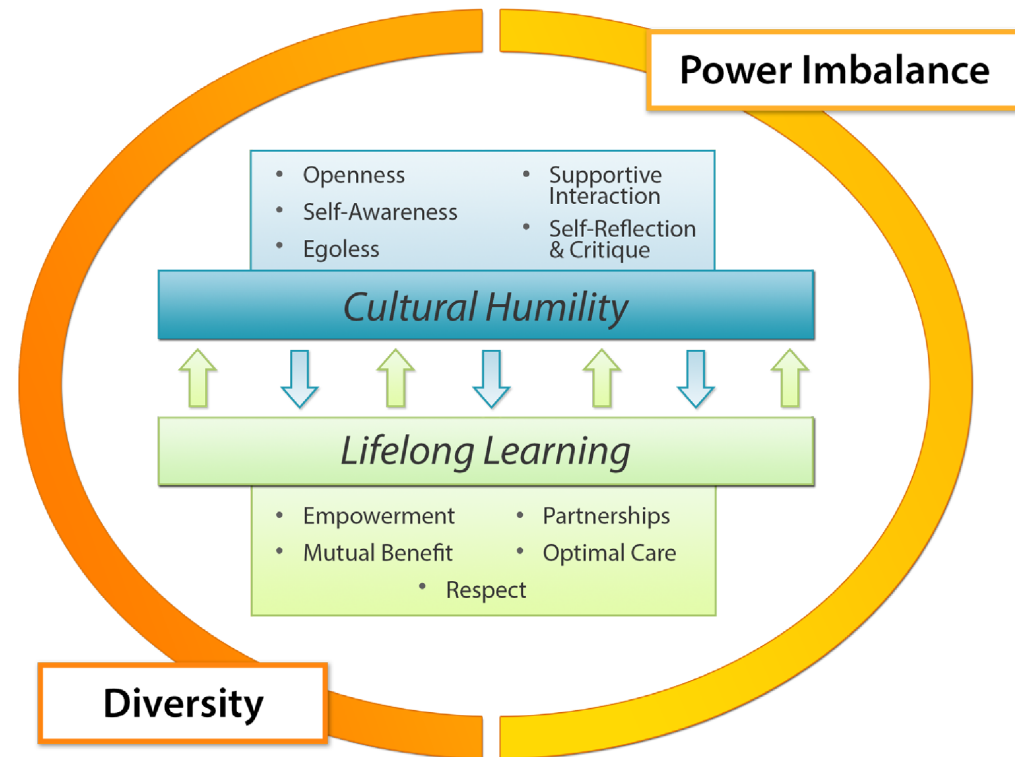 Power Imbalance
• Openness
• Self-Awareness
• Egoless
• Supportive
Interaction
• Self-Reflection
& Critique
Cultural Humility
Lifelong Learning
• Empowerment
• Mutual Benefit
• Partnerships
• Optimal Care
• Respect
Diversity